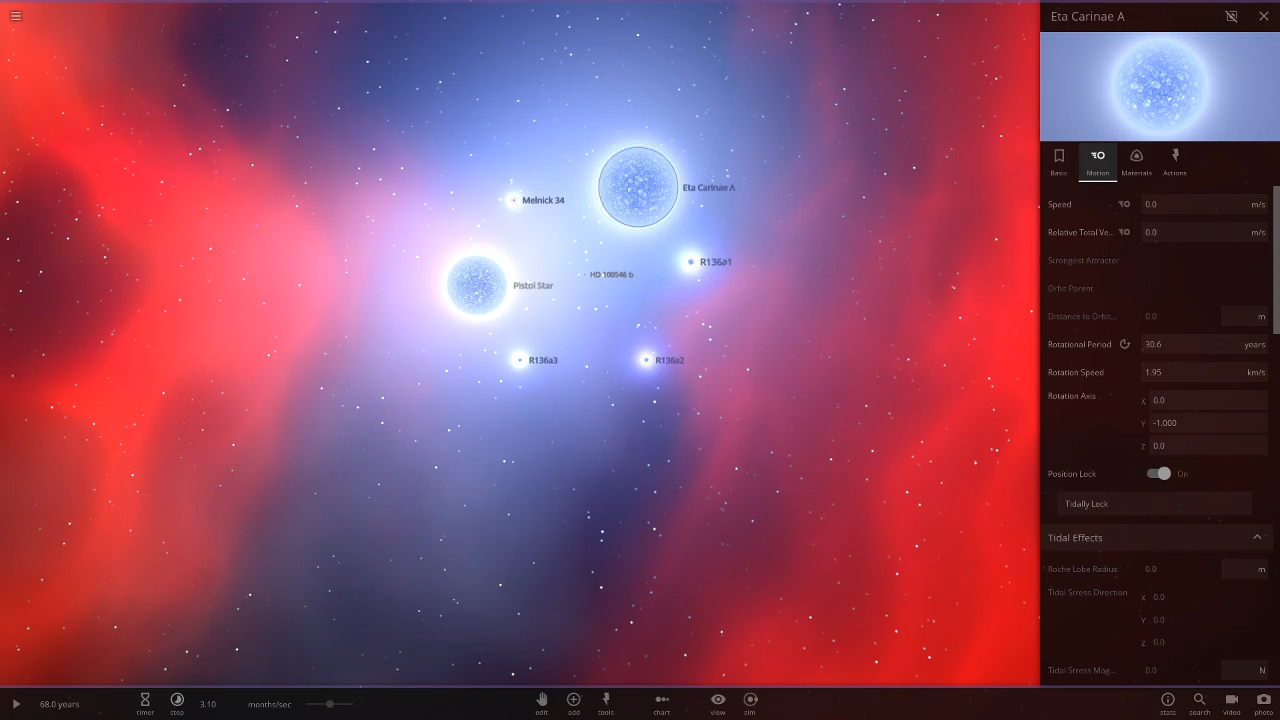 Eta Carinae A
Basic
Motion
Materials
Actions
Speed 0.0 m/s
Relative Total Ve... 0.0 m/s
Strongest Attractor
Orbit Parent
Distance to Orbit... 0.0 m
Rotational Period 30.6 years
Rotation Speed 1.95 km/s
Rotation Axis X 0.0
Y -1.000
Z 0.0
Position Lock On
Tidally Lock
Tidal Effects
Roche Lobe Radius 0.0 m
Tidal Stress Direction X 0.0
Y 0.0
Z 0.0
Tidal Stress Mag... 0.0 N
Eta Carinae A
Melnick 34
R136a1
HD 100546 b
Pistol Star
R136a3
R136a2
68.0 years
timer
step
3.10 months/sec
edit
add
tools
chart
view
sim
stats
search
video
photo